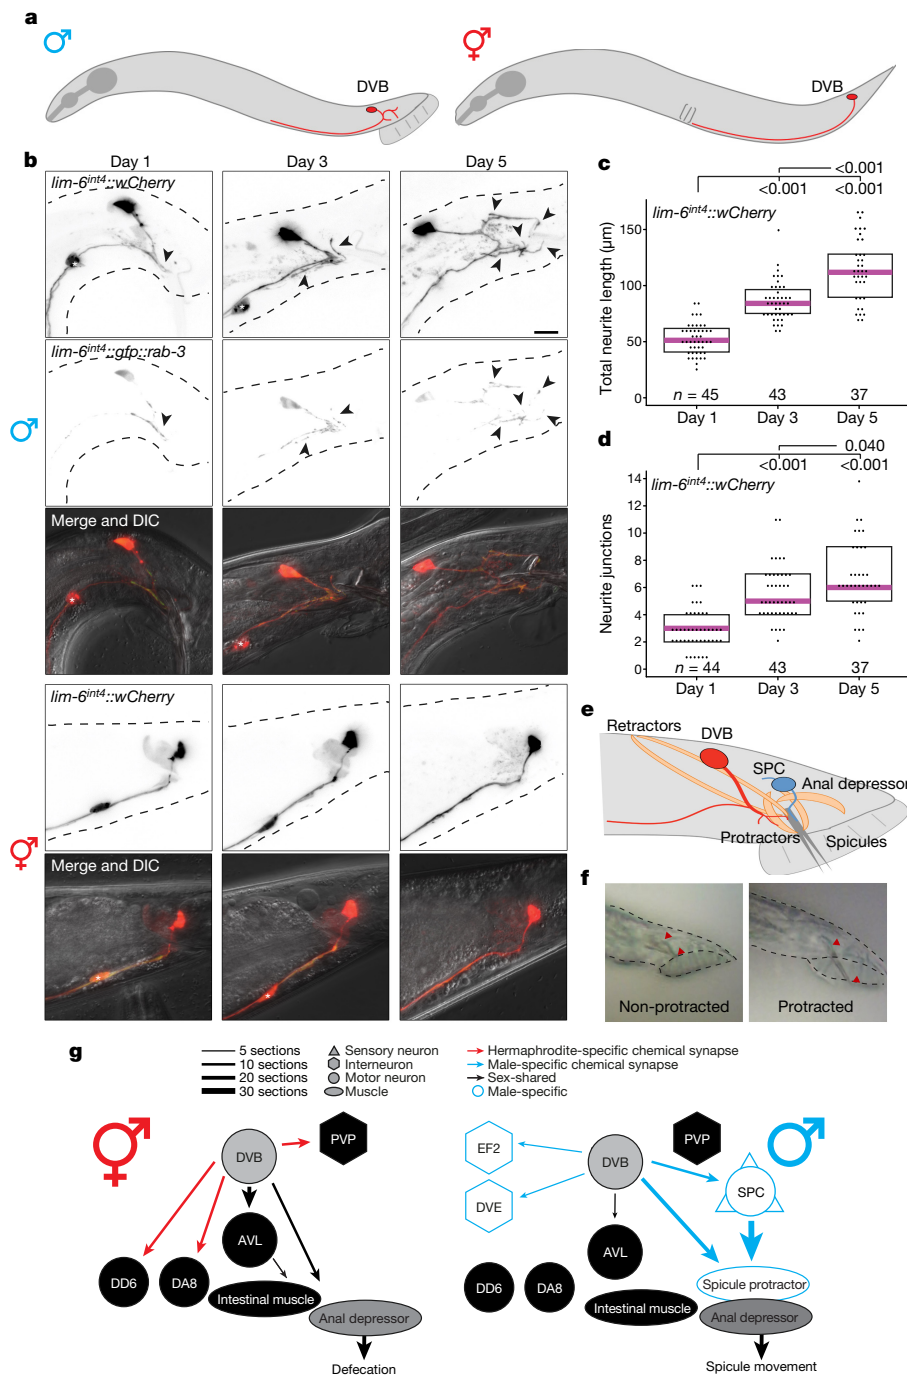 a
DVB
DVB
b
Day 1
Day 3
Day 5
lim-6int4::wCherry
lim-6int4::gfp::rab-3
Merge and DIC
lim-6int4::wCherry
Merge and DIC
c
<0.001
<0.001
<0.001
lim-6int4::wCherry
Total neurite length (μm)
150
100
50
0
n = 45
43
37
Day 1
Day 3
Day 5
d
0.040
<0.001
<0.001
lim-6int4::wCherry
Neurite junctions
14
12
10
8
6
4
2
0
n = 44
43
37
Day 1
Day 3
Day 5
e
Retractors
DVB
SPC
Anal depressor
Protractors
Spicules
f
Non-protracted
Protracted
g
5 sections
10 sections
20 sections
30 sections
Sensory neuron
Interneuron
Motor neuron
Muscle
Hermaphrodite-specific chemical synapse
Male-specific chemical synapse
Sex-shared
Male-specific
DVB
PVP
AVL
DD6
DA8
Intestinal muscle
Anal depressor
Defecation
EF2
DVE
DVB
PVP
SPC
AVL
DD6
DA8
Intestinal muscle
Spicule protractor
Anal depressor
Spicule movement